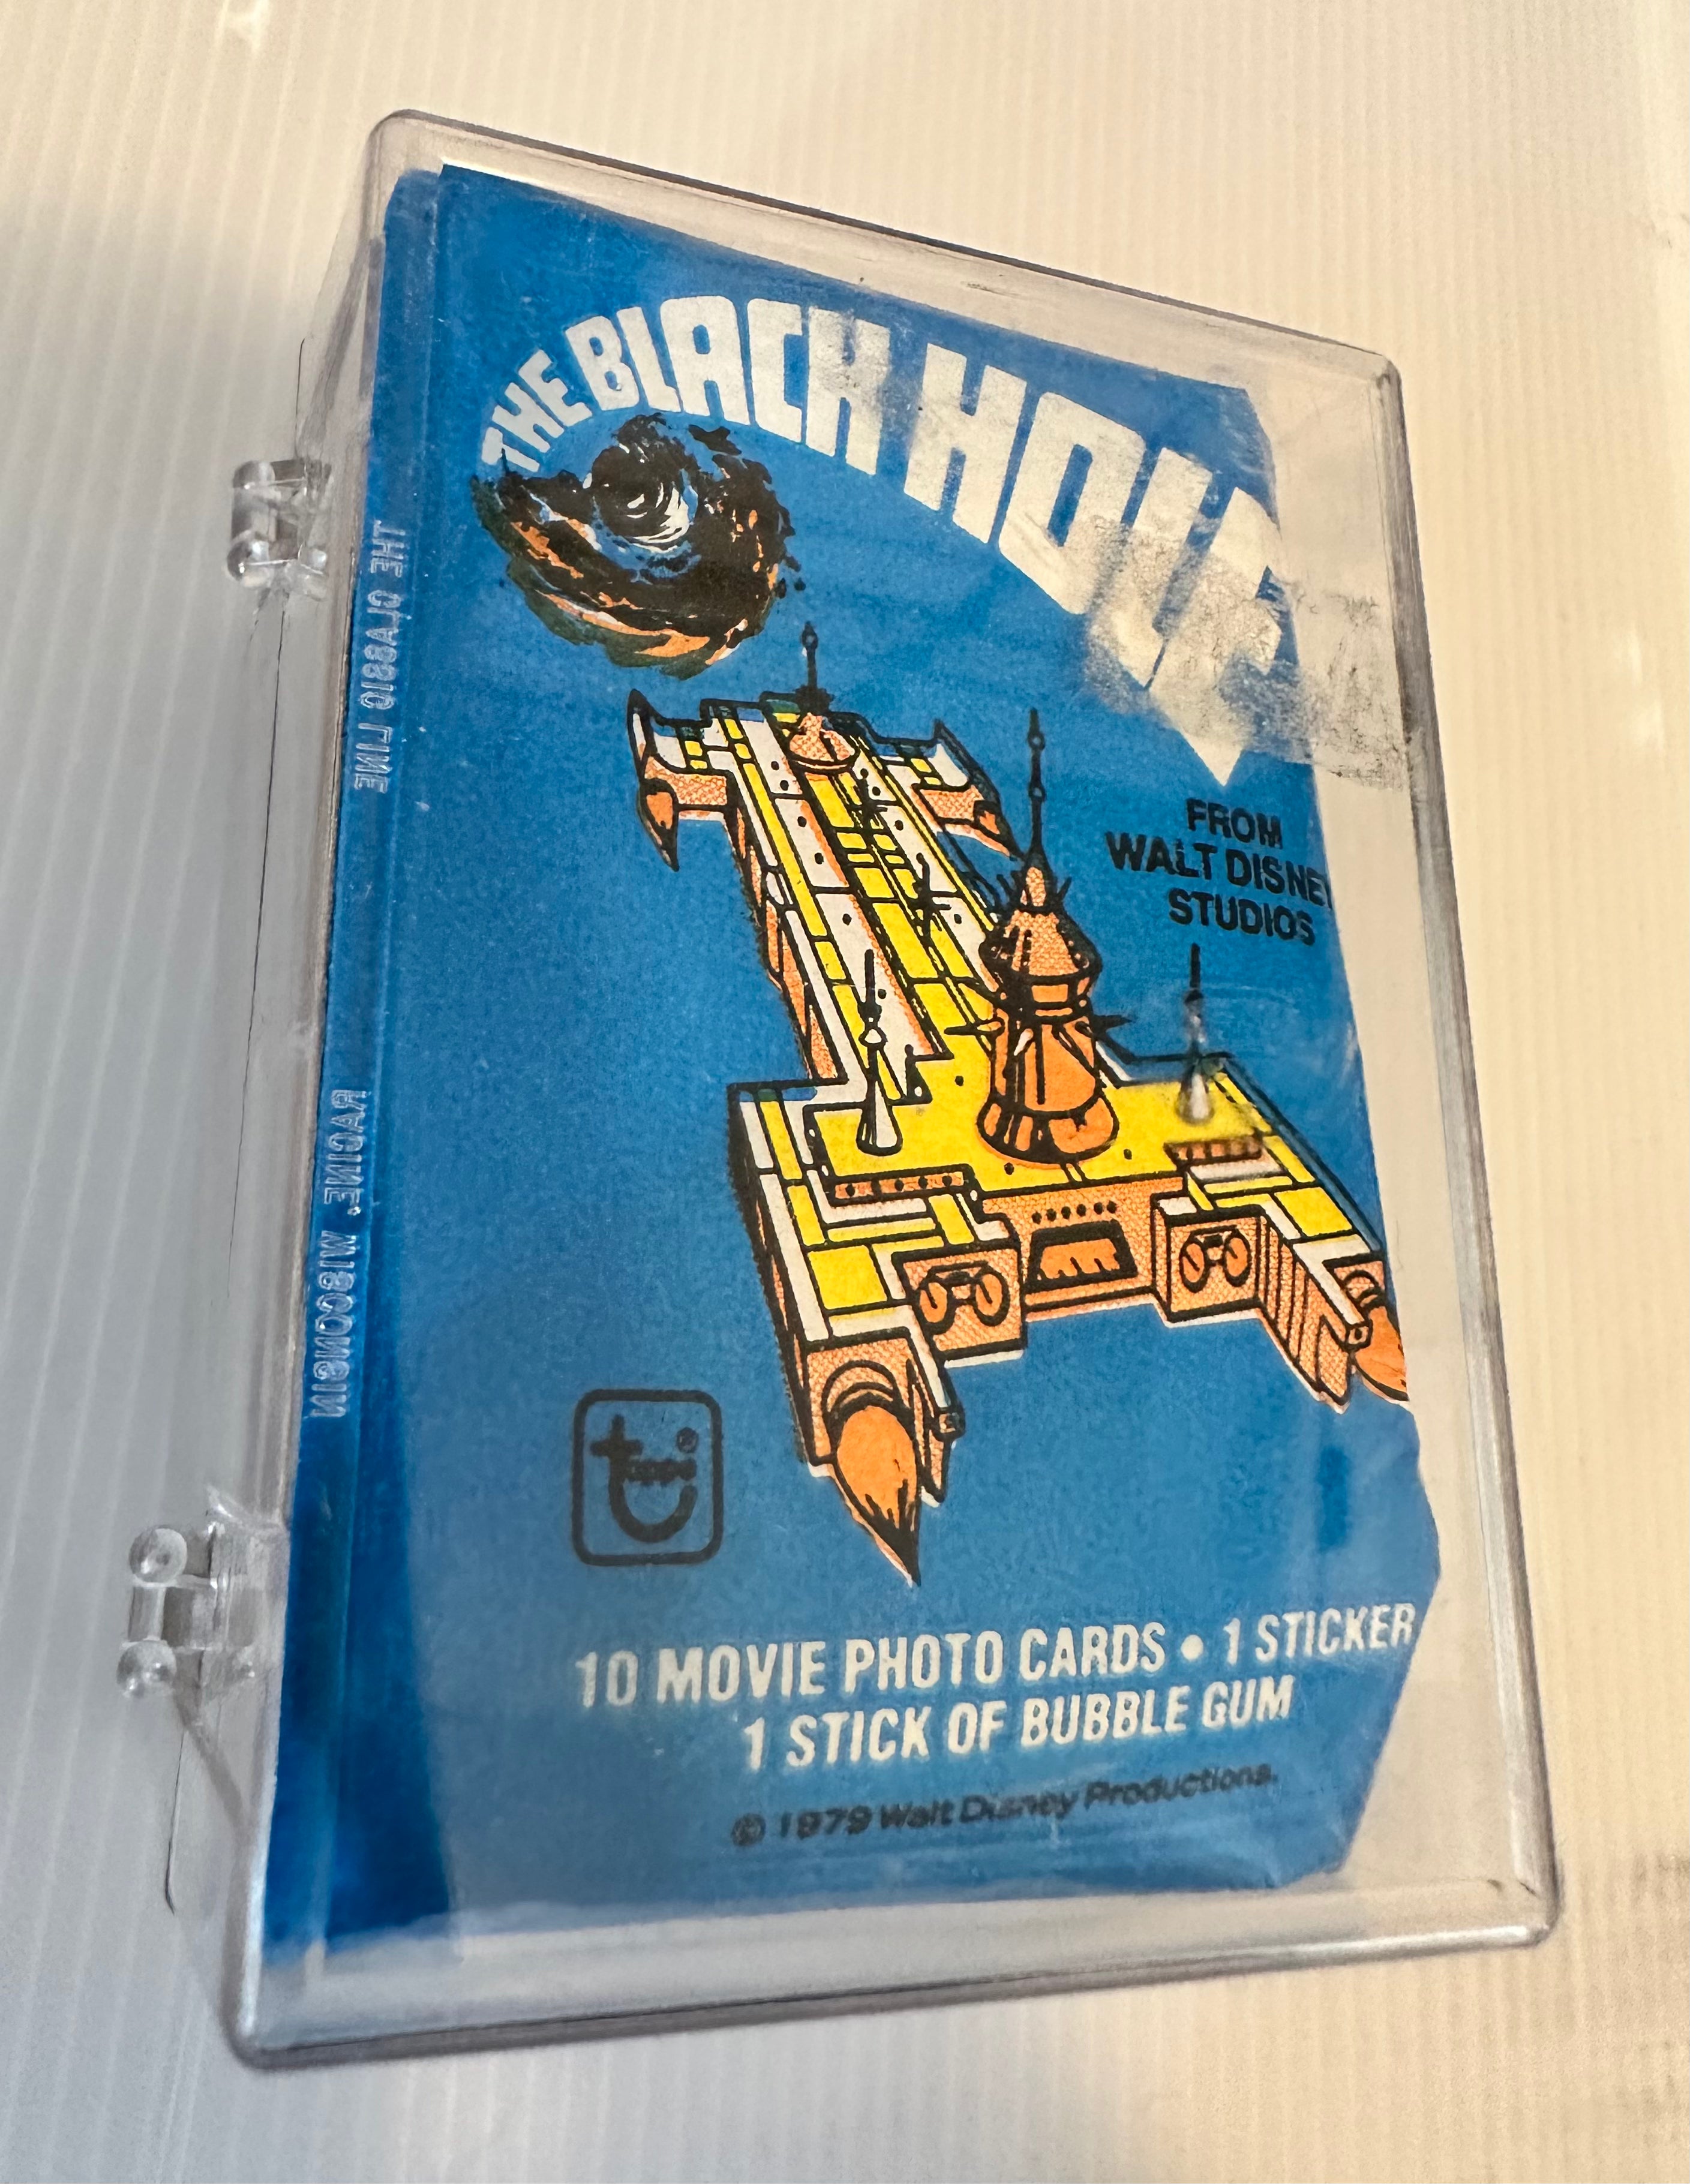 THE BLACK HOLE
FROM
WALT DISNEY
STUDIOS
THE CLASSIC LINE
RACINE, WISCONSIN
topps ®
10 MOVIE PHOTO CARDS • 1 STICKER
1 STICK OF BUBBLE GUM
© 1979 Walt Disney Productions.